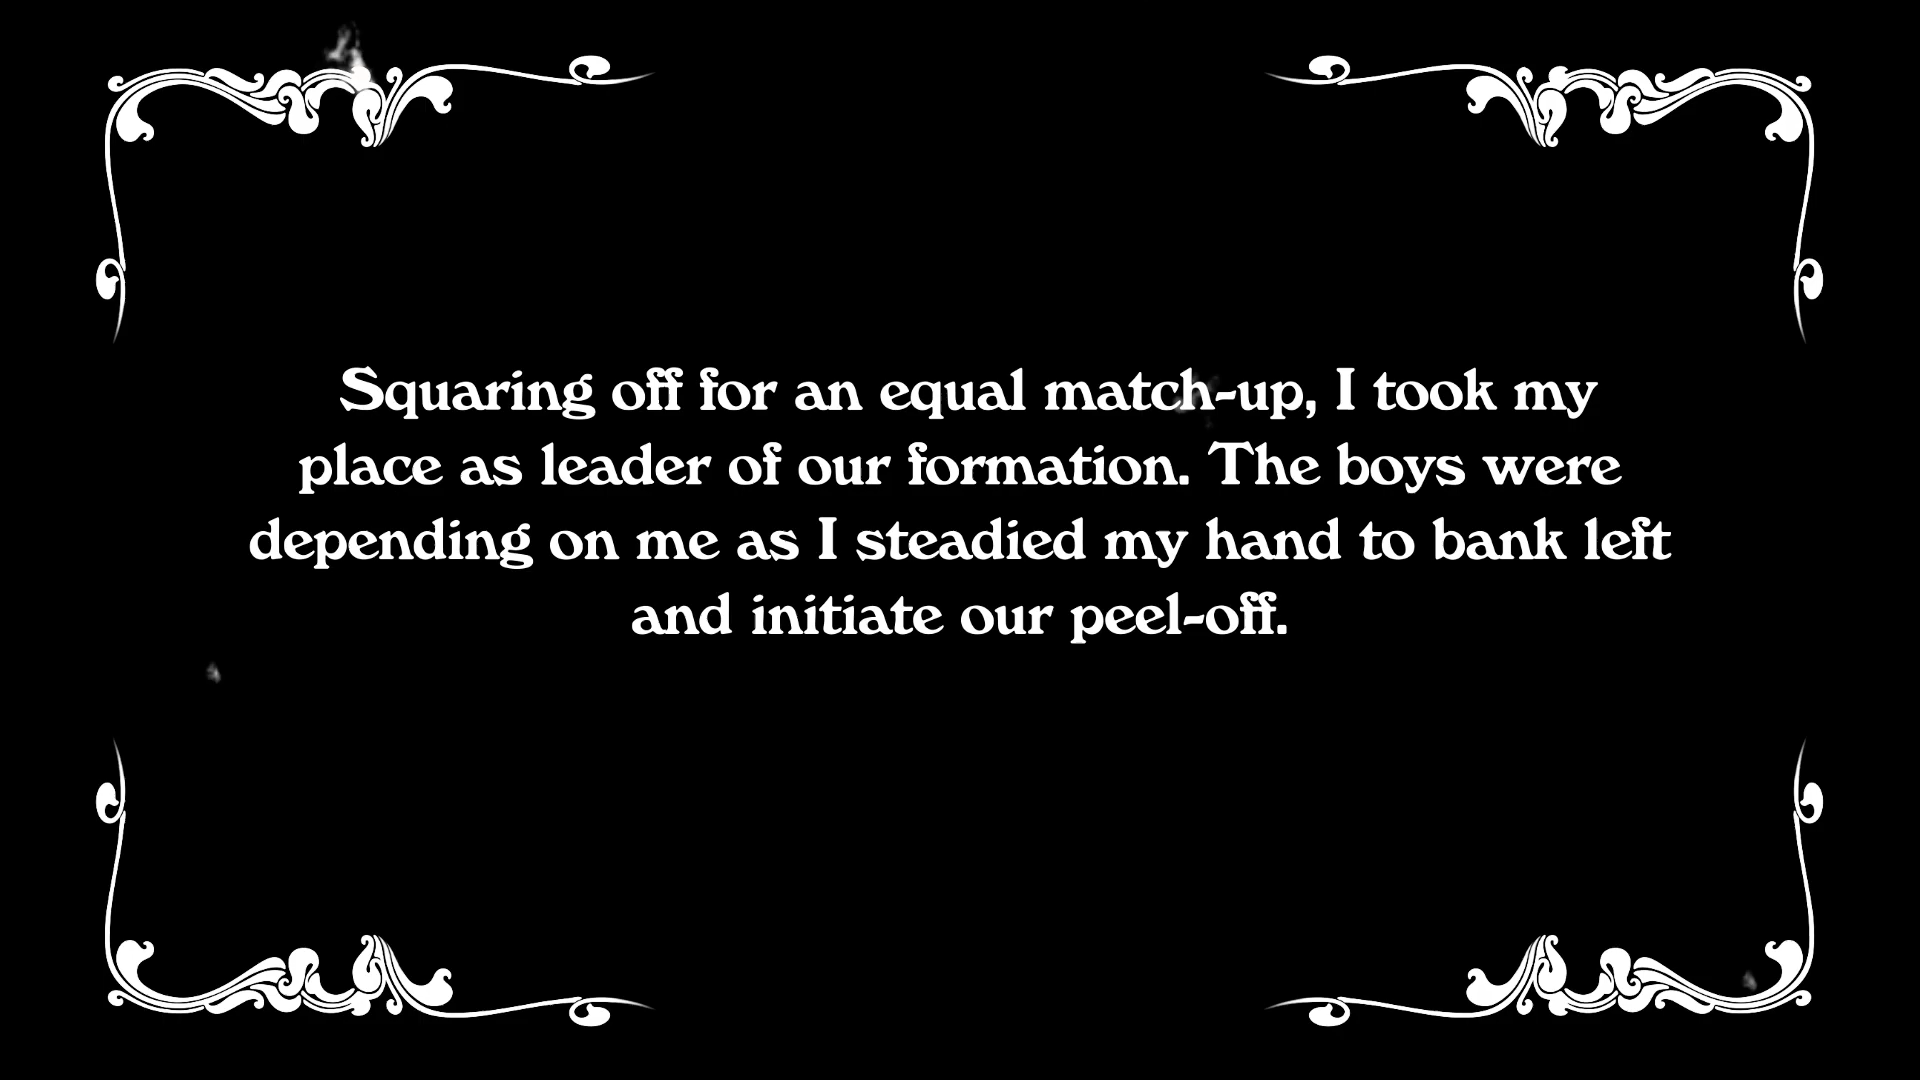 Squaring off for an equal match-up, I took my
place as leader of our formation. The boys were
depending on me as I steadied my hand to bank left
and initiate our peel-off.